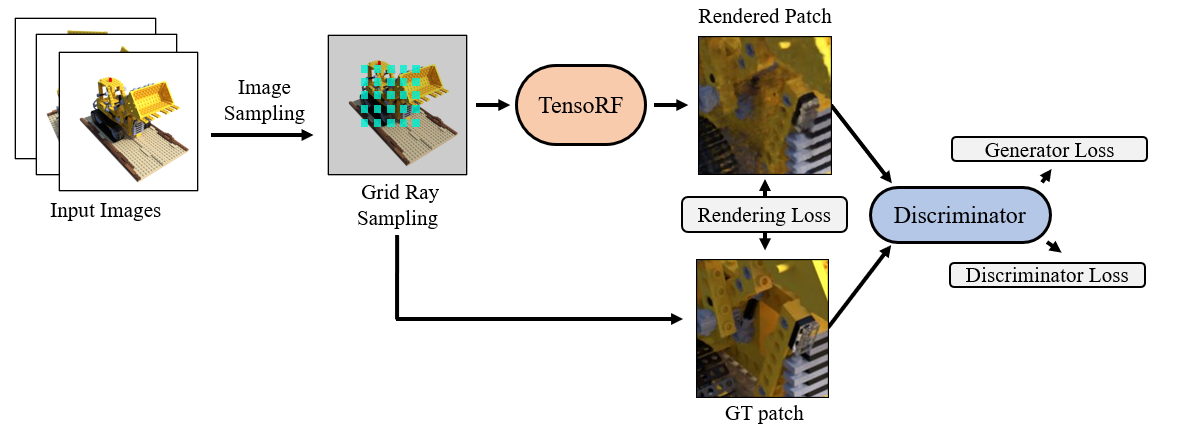 Input Images
Image
Sampling
Grid Ray
Sampling
TensoRF
Rendered Patch
Rendering Loss
GT patch
Discriminator
Generator Loss
Discriminator Loss